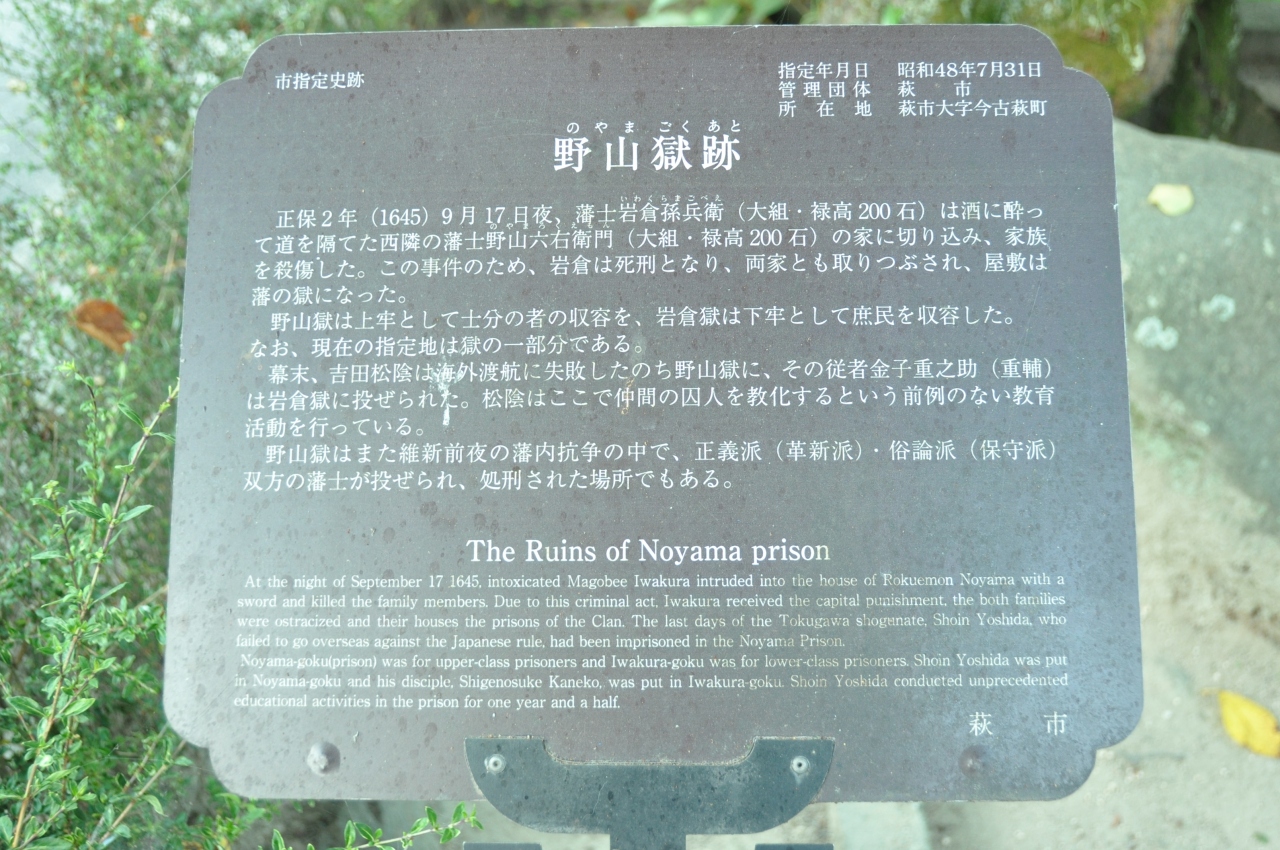 市指定史跡
指定年月日 昭和48年7月31日
管理団体 萩市
所在地 萩市大字今古萩町
のやまごくあと
野山獄跡
いわくらまごべえ
正保2年（1645）9月17日夜、藩士岩倉孫兵衛（大組・禄高200石）は酒に酔っ
のやまろくえもん
て道を隔てた西隣の藩士野山六右衛門（大組・禄高200石）の家に切り込み、家族
を殺傷した。この事件のため、岩倉は死刑となり、両家とも取りつぶされ、屋敷は
藩の獄になった。
野山獄は上牢として士分の者の収容を、岩倉獄は下牢として庶民を収容した。
なお、現在の指定地は獄の一部分である。
幕末、吉田松陰は海外渡航に失敗したのち野山獄に、その従者金子重之助（重輔）
は岩倉獄に投ぜられた。松陰はここで仲間の囚人を教化するという前例のない教育
活動を行っている。
野山獄はまた維新前夜の藩内抗争の中で、正義派（革新派）・俗論派（保守派）
双方の藩士が投ぜられ、処刑された場所でもある。
The Ruins of Noyama prison
At the night of September 17 1645, intoxicated Magobee Iwakura intruded into the house of Rokuemon Noyama with a
sword and killed the family members. Due to this criminal act, Iwakura received the capital punishment, the both families
were ostracized and their houses the prisons of the Clan. The last days of the Tokugawa shogunate, Shoin Yoshida, who
failed to go overseas against the Japanese rule, had been imprisoned in the Noyama Prison.
Noyama-goku(prison) was for upper-class prisoners and Iwakura-goku was for lower-class prisoners. Shoin Yoshida was put
in Noyama-goku and his disciple, Shigenosuke Kaneko, was put in Iwakura-goku. Shoin Yoshida conducted unprecedented
educational activities in the prison for one year and a half.
萩市